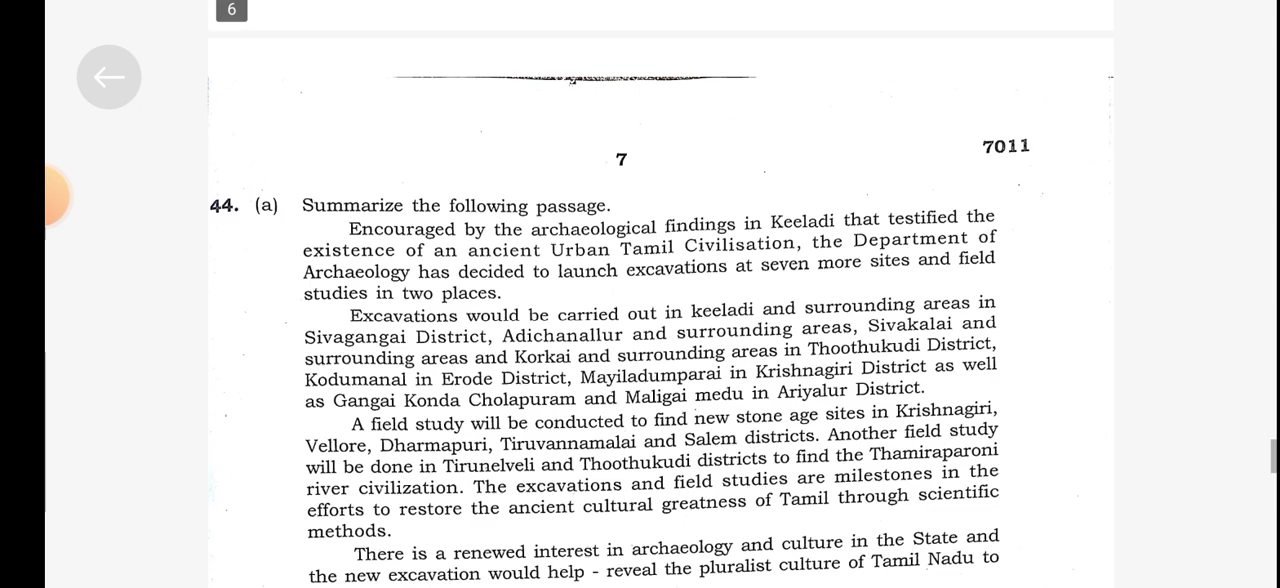 6
7
7011
44. (a) Summarize the following passage.
Encouraged by the archaeological findings in Keeladi that testified the
existence of an ancient Urban Tamil Civilisation, the Department of
Archaeology has decided to launch excavations at seven more sites and field
studies in two places.
Excavations would be carried out in keeladi and surrounding areas in
Sivagangai District, Adichanallur and surrounding areas, Sivakalai and
surrounding areas and Korkai and surrounding areas in Thoothukudi District,
Kodumanal in Erode District, Mayiladumparai in Krishnagiri District as well
as Gangai Konda Cholapuram and Maligai medu in Ariyalur District.
A field study will be conducted to find new stone age sites in Krishnagiri,
Vellore, Dharmapuri, Tiruvannamalai and Salem districts. Another field study
will be done in Tirunelveli and Thoothukudi districts to find the Thamiraparoni
river civilization. The excavations and field studies are milestones in the
efforts to restore the ancient cultural greatness of Tamil through scientific
methods.
There is a renewed interest in archaeology and culture in the State and
the new excavation would help - reveal the pluralist culture of Tamil Nadu to